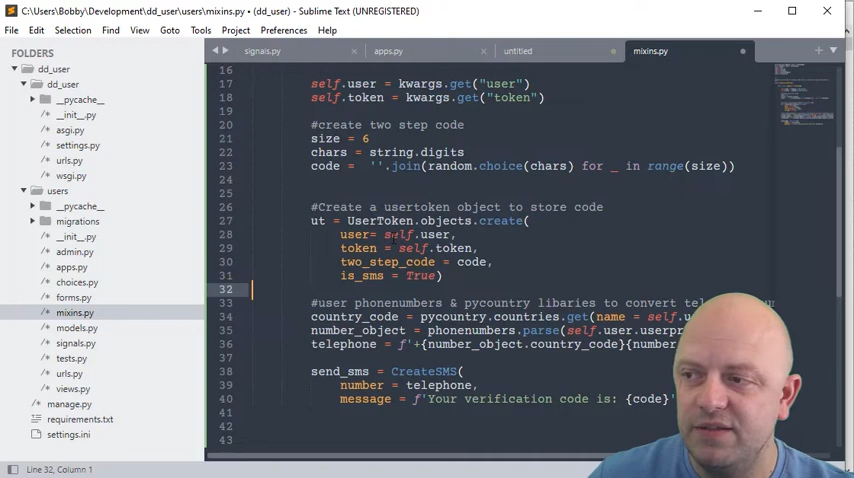 C:\Users\Bobby\Development\dd_user\users\mixins.py • (dd_user) - Sublime Text (UNREGISTERED)
File Edit Selection Find View Goto Tools Project Preferences Help
FOLDERS
dd_user
dd_user
__pycache__
__init__.py
asgi.py
settings.py
urls.py
wsgi.py
users
__pycache__
migrations
__init__.py
admin.py
apps.py
choices.py
forms.py
mixins.py
models.py
signals.py
tests.py
urls.py
views.py
manage.py
requirements.txt
settings.ini
signals.py apps.py untitled mixins.py
16
17 self.user = kwargs.get("user")
18 self.token = kwargs.get("token")
19
20 #create two step code
21 size = 6
22 chars = string.digits
23 code = ''.join(random.choice(chars) for _ in range(size))
24
25
26 #Create a usertoken object to store code
27 ut = UserToken.objects.create(
28 user= self.user,
29 token = self.token,
30 two_step_code = code,
31 is_sms = True)
32
33 #user phonenumbers & pycountry libaries to convert
34 country_code = pycountry.countries.get(name = self.
35 number_object = phonenumbers.parse(self.user.userpr
36 telephone = f'+{number_object.country_code}{number
37
38 send_sms = CreateSMS(
39 number = telephone,
40 message = f'Your verification code is: {code}'
41
42
43
Line 32, Column 1